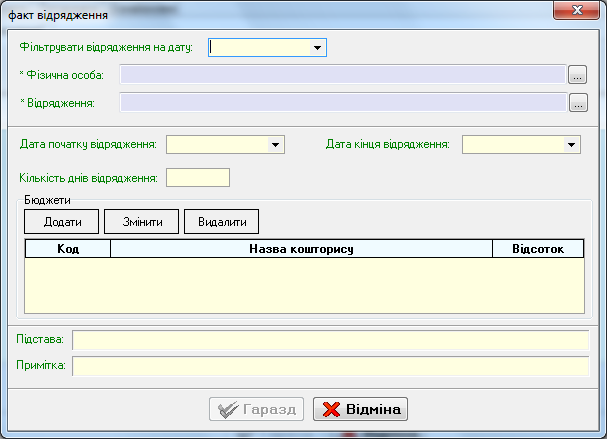 факт відрядження
Фільтрувати відрядження на дату:
* Фізична особа: ...
* Відрядження: ...
Дата початку відрядження: Дата кінця відрядження:
Кількість днів відрядження:
Бюджети
Додати Змінити Видалити
Код Назва кошторису Відсоток
Підстава:
Примітка:
Гаразд Відміна